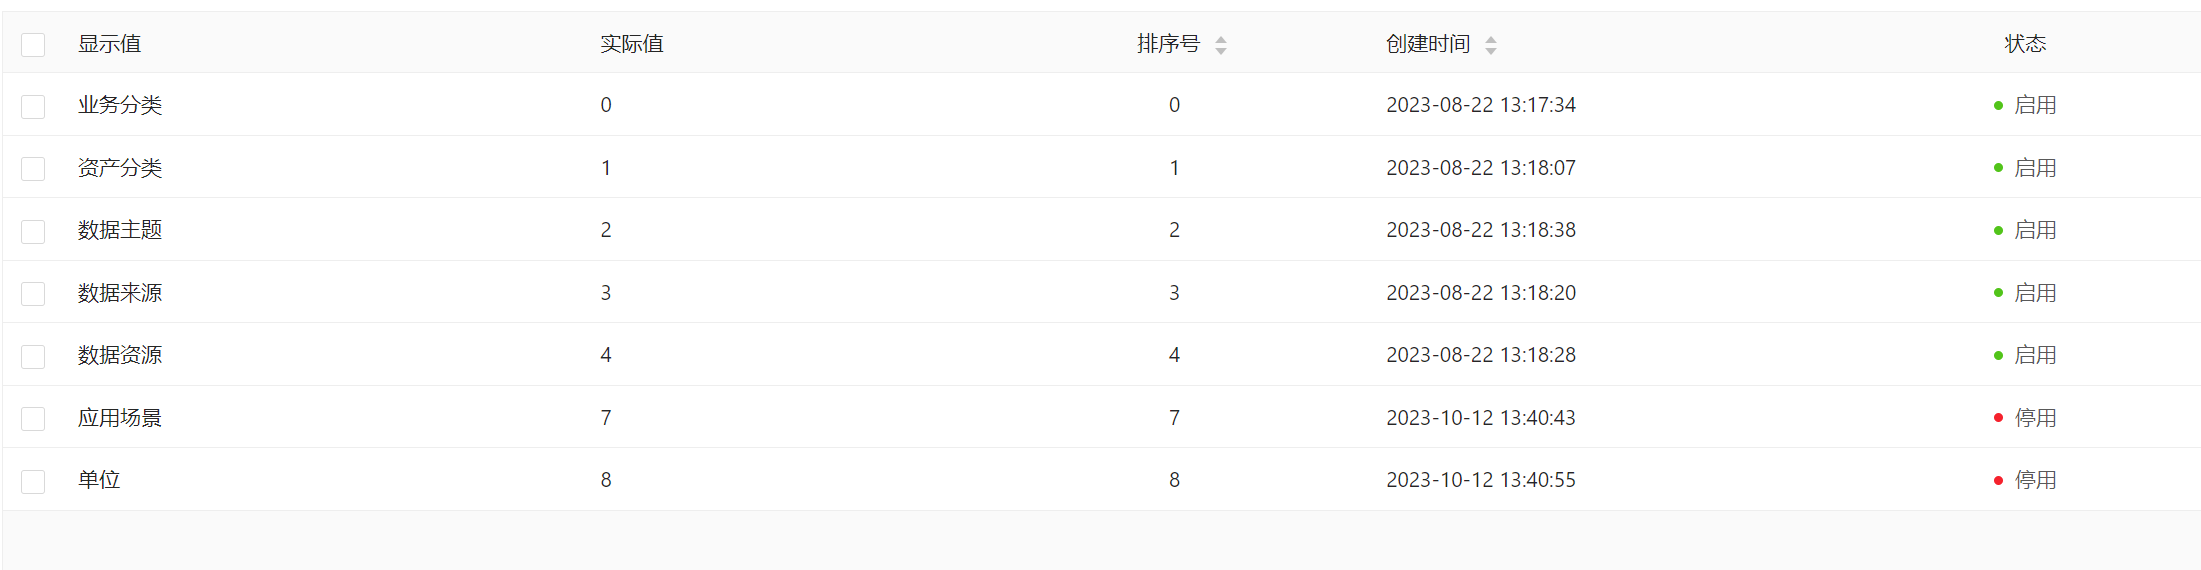 显示值 实际值 排序号 创建时间 状态
业务分类 0 0 2023-08-22 13:17:34 启用
资产分类 1 1 2023-08-22 13:18:07 启用
数据主题 2 2 2023-08-22 13:18:38 启用
数据来源 3 3 2023-08-22 13:18:20 启用
数据资源 4 4 2023-08-22 13:18:28 启用
应用场景 7 7 2023-10-12 13:40:43 停用
单位 8 8 2023-10-12 13:40:55 停用